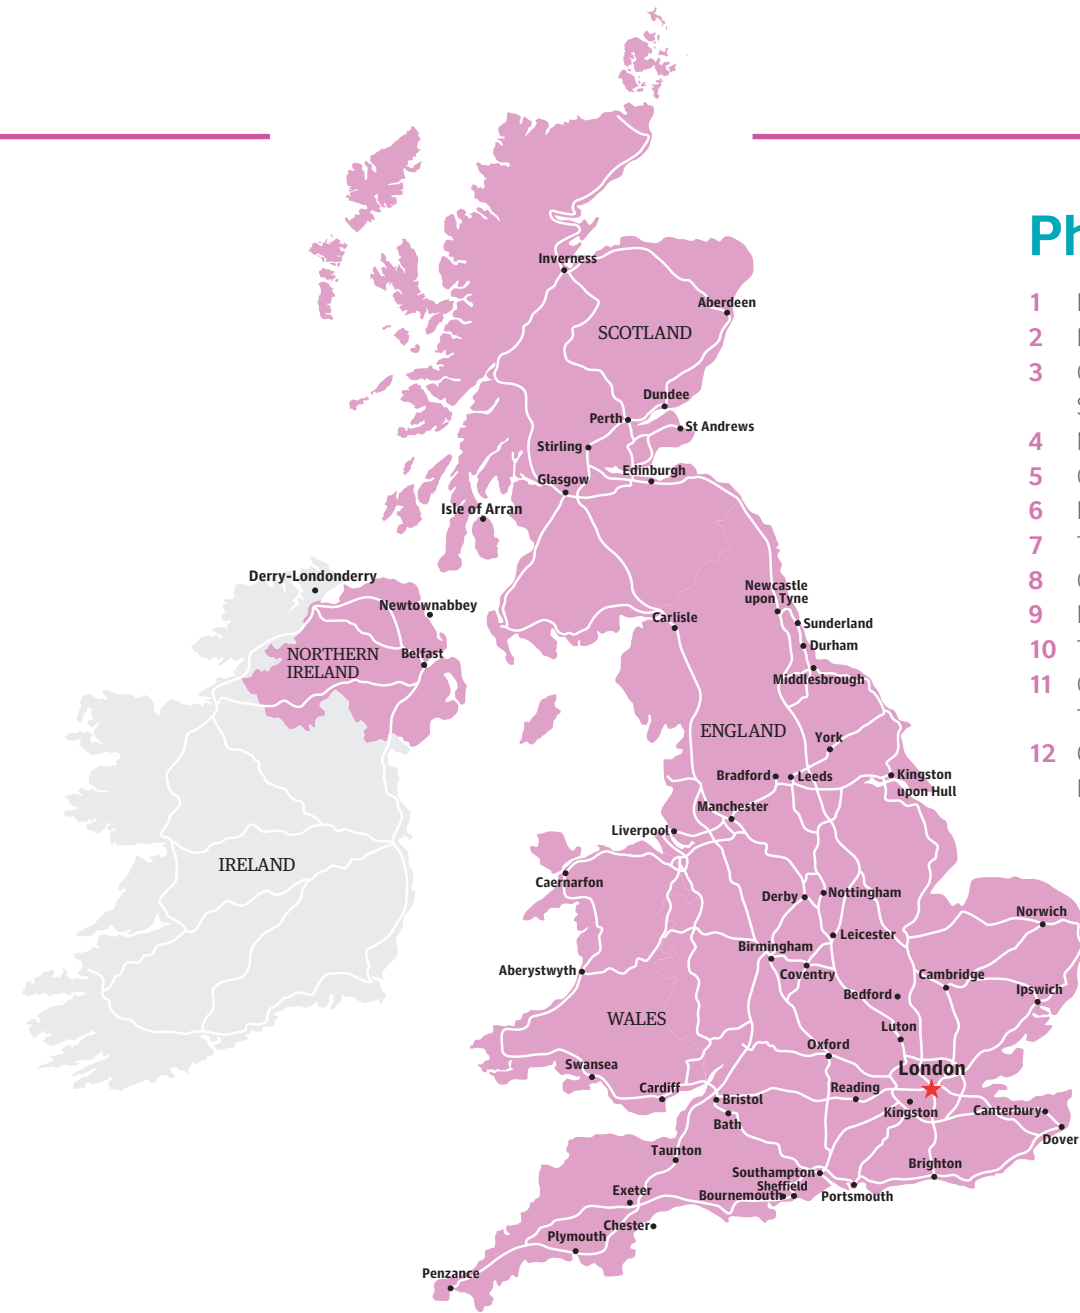 Inverness
Aberdeen
SCOTLAND
Dundee
Perth
St Andrews
Stirling
Edinburgh
Glasgow
Isle of Arran
Derry-Londonderry
Newtownabbey
NORTHERN
IRELAND
Belfast
Newcastle
upon Tyne
Carlisle
Sunderland
Durham
Middlesbrough
ENGLAND
York
Bradford
Leeds
Kingston
upon Hull
Manchester
Liverpool
IRELAND
Caernarfon
Derby
Nottingham
Norwich
Leicester
Birmingham
Aberystwyth
Coventry
Cambridge
Bedford
Ipswich
WALES
Luton
Oxford
Swansea
London
Cardiff
Reading
Bristol
Kingston
Canterbury
Bath
Dover
Taunton
Brighton
Southampton
Sheffield
Exeter
Bournemouth
Portsmouth
Chester
Plymouth
Penzance
1
2
3
4
5
6
7
8
9
10
11
12